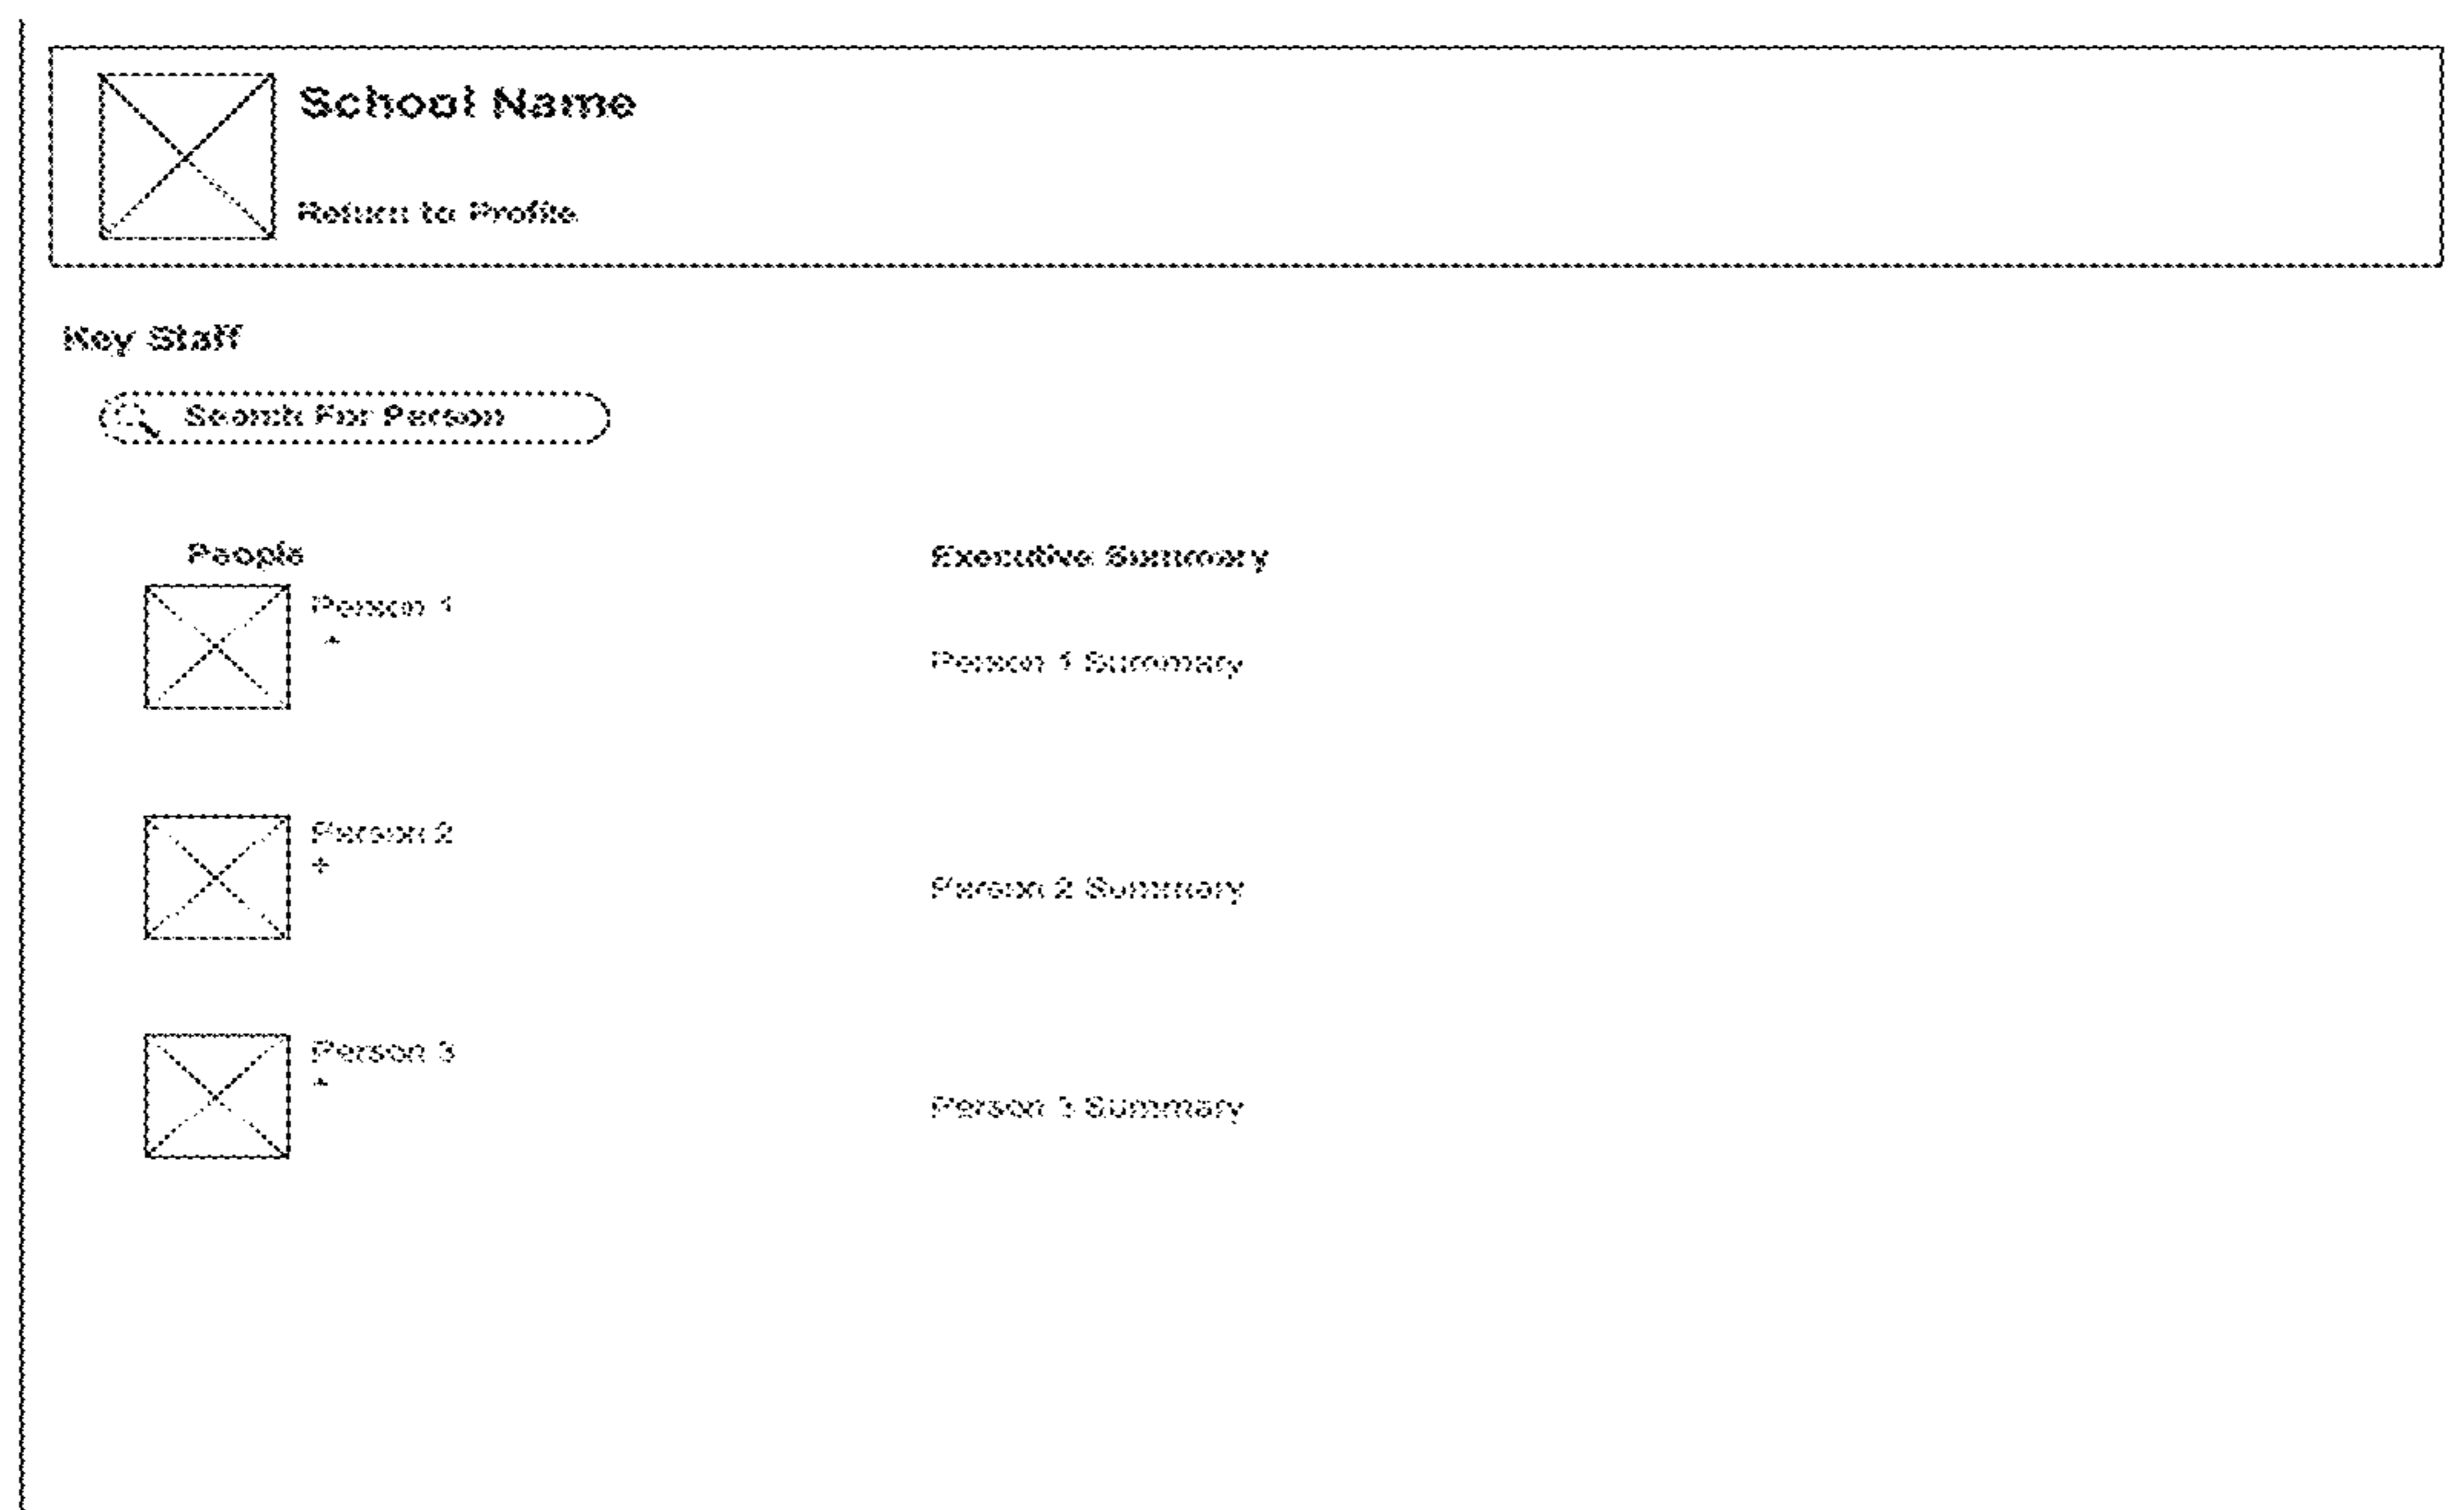 School Name
Return to Profile
Key Staff
Search For Person
People
Executive Summary
Person 1
+
Person 1 Summary
Person 2
+
Person 2 Summary
Person 3
+
Person 3 Summary